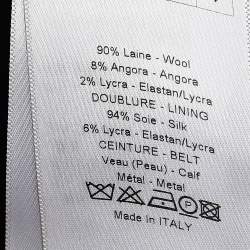 90% Laine - Wool
8% Angora - Angora
2% Lycra - Elastan/Lycra
DOUBLURE - LINING
94% Soie - Silk
6% Lycra - Elastan/Lycra
CEINTURE - BELT
Veau (Peau) - Calf
Métal - Metal
P
Made in ITALY